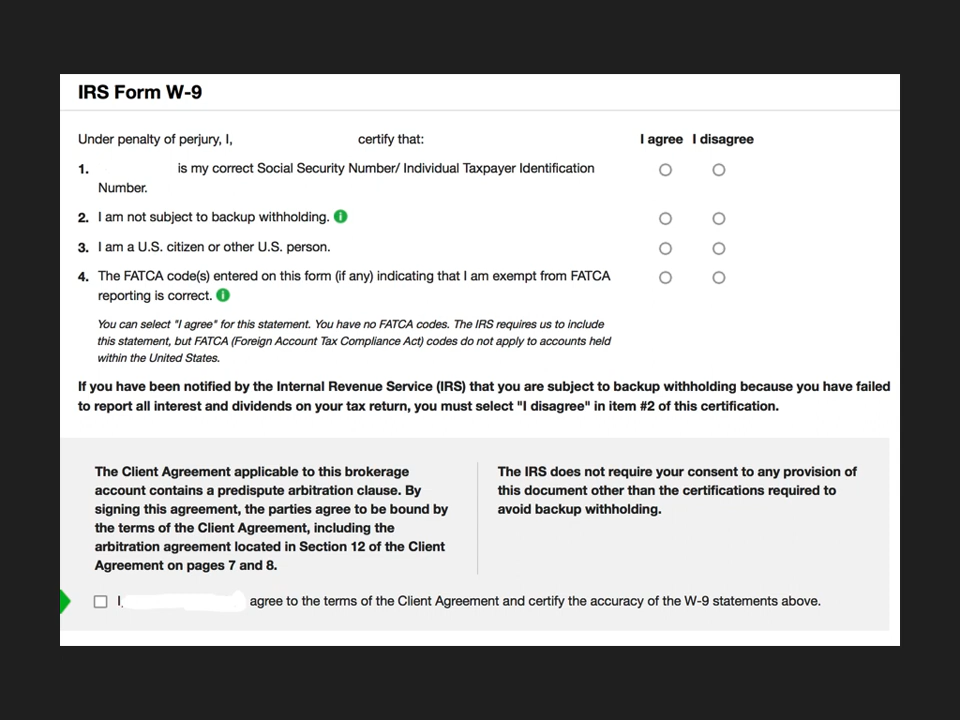 IRS Form W-9
Under penalty of perjury, I, certify that: I agree I disagree
1. is my correct Social Security Number/ Individual Taxpayer Identification
Number.
2. I am not subject to backup withholding.
3. I am a U.S. citizen or other U.S. person.
4. The FATCA code(s) entered on this form (if any) indicating that I am exempt from FATCA
reporting is correct.
You can select "I agree" for this statement. You have no FATCA codes. The IRS requires us to include
this statement, but FATCA (Foreign Account Tax Compliance Act) codes do not apply to accounts held
within the United States.
If you have been notified by the Internal Revenue Service (IRS) that you are subject to backup withholding because you have failed
to report all interest and dividends on your tax return, you must select "I disagree" in item #2 of this certification.
The Client Agreement applicable to this brokerage
account contains a predispute arbitration clause. By
signing this agreement, the parties agree to be bound by
the terms of the Client Agreement, including the
arbitration agreement located in Section 12 of the Client
Agreement on pages 7 and 8.
The IRS does not require your consent to any provision of
this document other than the certifications required to
avoid backup withholding.
I, agree to the terms of the Client Agreement and certify the accuracy of the W-9 statements above.